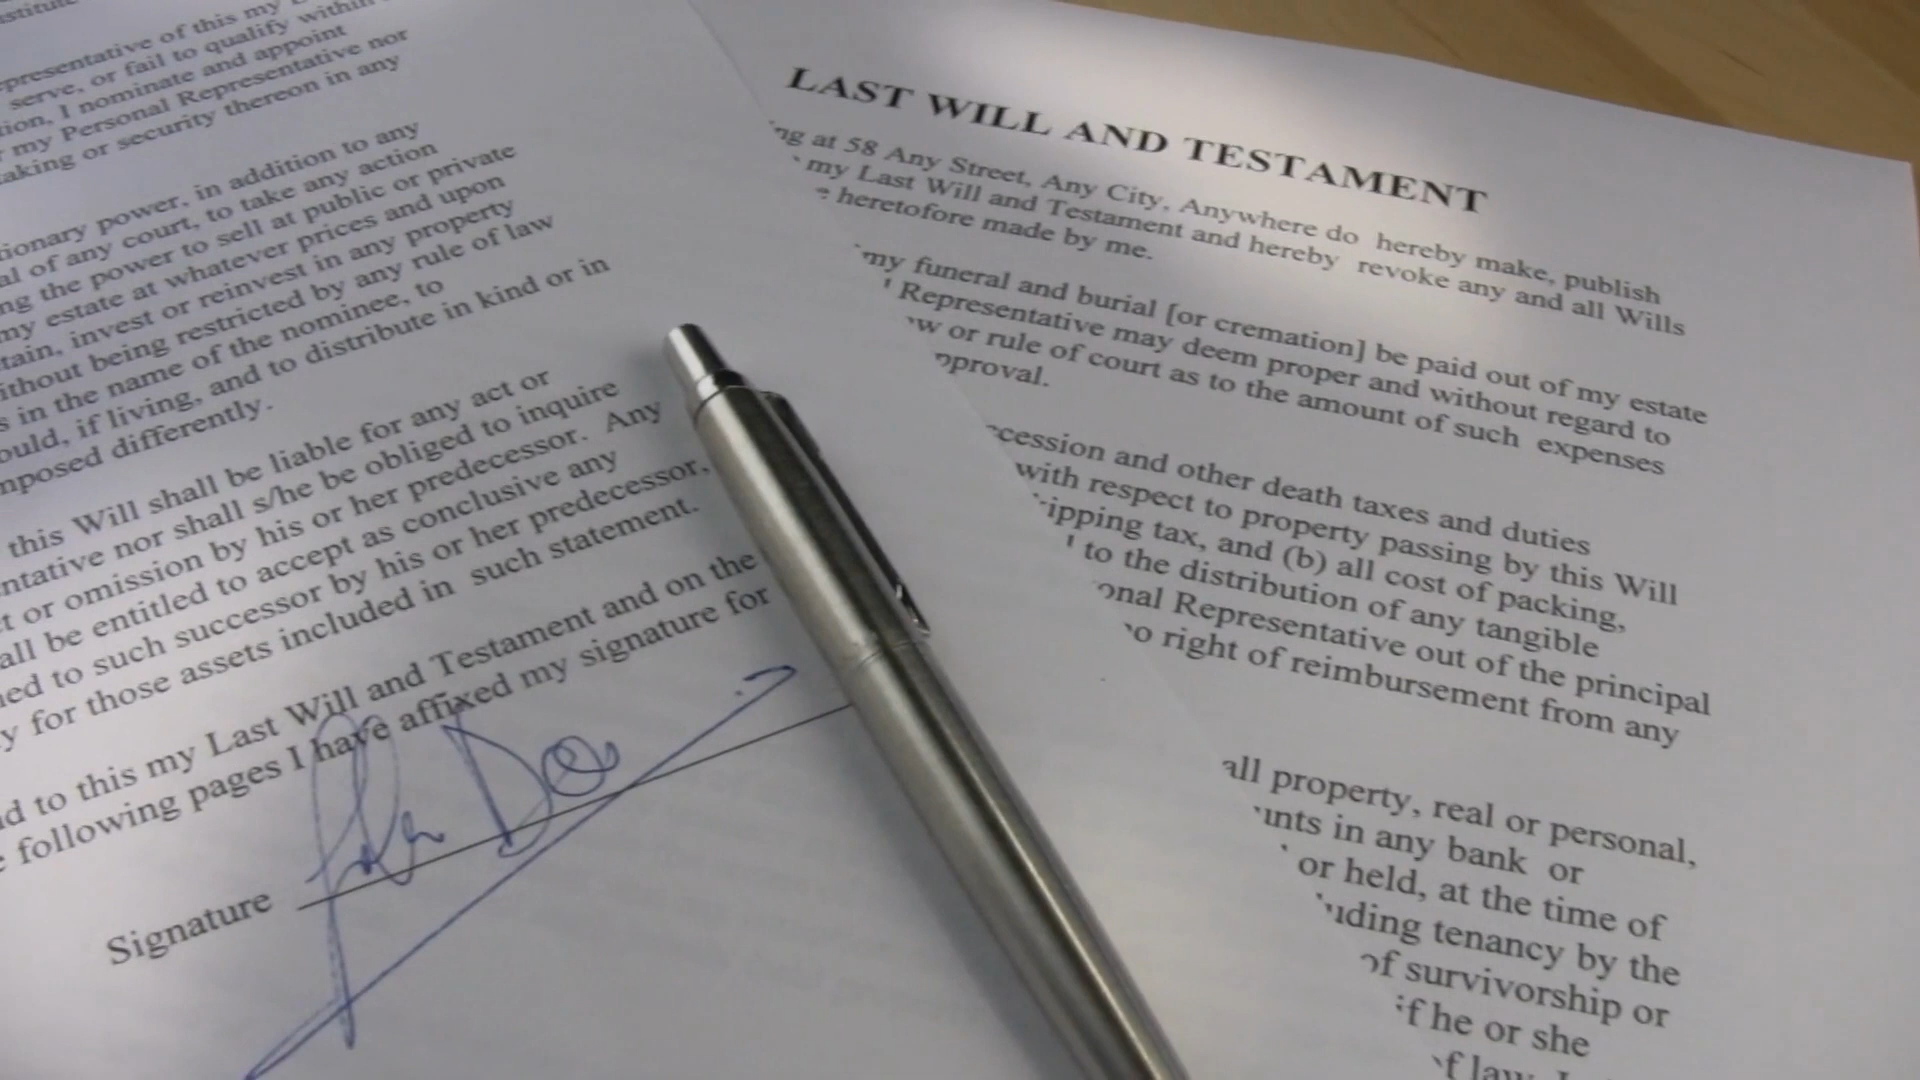 stitute
representative of this my
serve, or fail to qualify within
tion, I nominate and appoint
my Personal Representative nor
taking or security thereon in any
tionary power, in addition to any
al of any court, to take any action
ng the power to sell at public or private
my estate at whatever prices and upon
tain, invest or reinvest in any property
ithout being restricted by any rule of law
s in the name of the nominee, to
ould, if living, and to distribute in kind or in
mposed differently.
this Will shall be liable for any act or
entative nor shall s/he be obliged to inquire
t or omission by his or her predecessor. Any
all be entitled to accept as conclusive any
ned to such successor by his or her predecessor,
y for those assets included in such statement.
d to this my Last Will and Testament and on the
e following pages I have affixed my signature for
Signature
LAST WILL AND TESTAMENT
ng at 58 Any Street, Any City, Anywhere do hereby make, publish
my Last Will and Testament and hereby revoke any and all Wills
e heretofore made by me.
my funeral and burial [or cremation] be paid out of my estate
l Representative may deem proper and without regard to
aw or rule of court as to the amount of such expenses
pproval.
ccession and other death taxes and duties
with respect to property passing by this Will
ipping tax, and (b) all cost of packing,
to the distribution of any tangible
onal Representative out of the principal
no right of reimbursement from any
all property, real or personal,
unts in any bank or
or held, at the time of
uding tenancy by the
of survivorship or
if he or she
of law